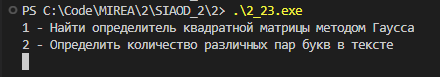 PS C:\Code\MIREA\2\SIAOD_2\2> .\2_23.exe
1 - Найти определитель квадратной матрицы методом Гаусса
2 - Определить количество различных пар букв в тексте